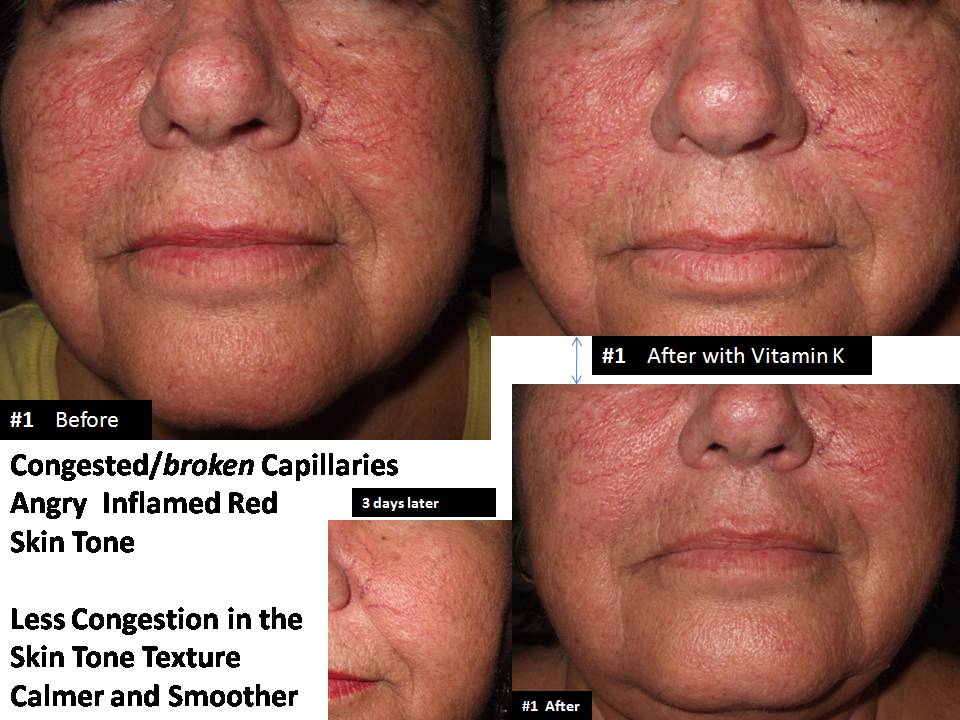 #1 Before
#1 After with Vitamin K
Congested/broken Capillaries
Angry Inflamed Red
Skin Tone
3 days later
Less Congestion in the
Skin Tone Texture
Calmer and Smoother
#1 After